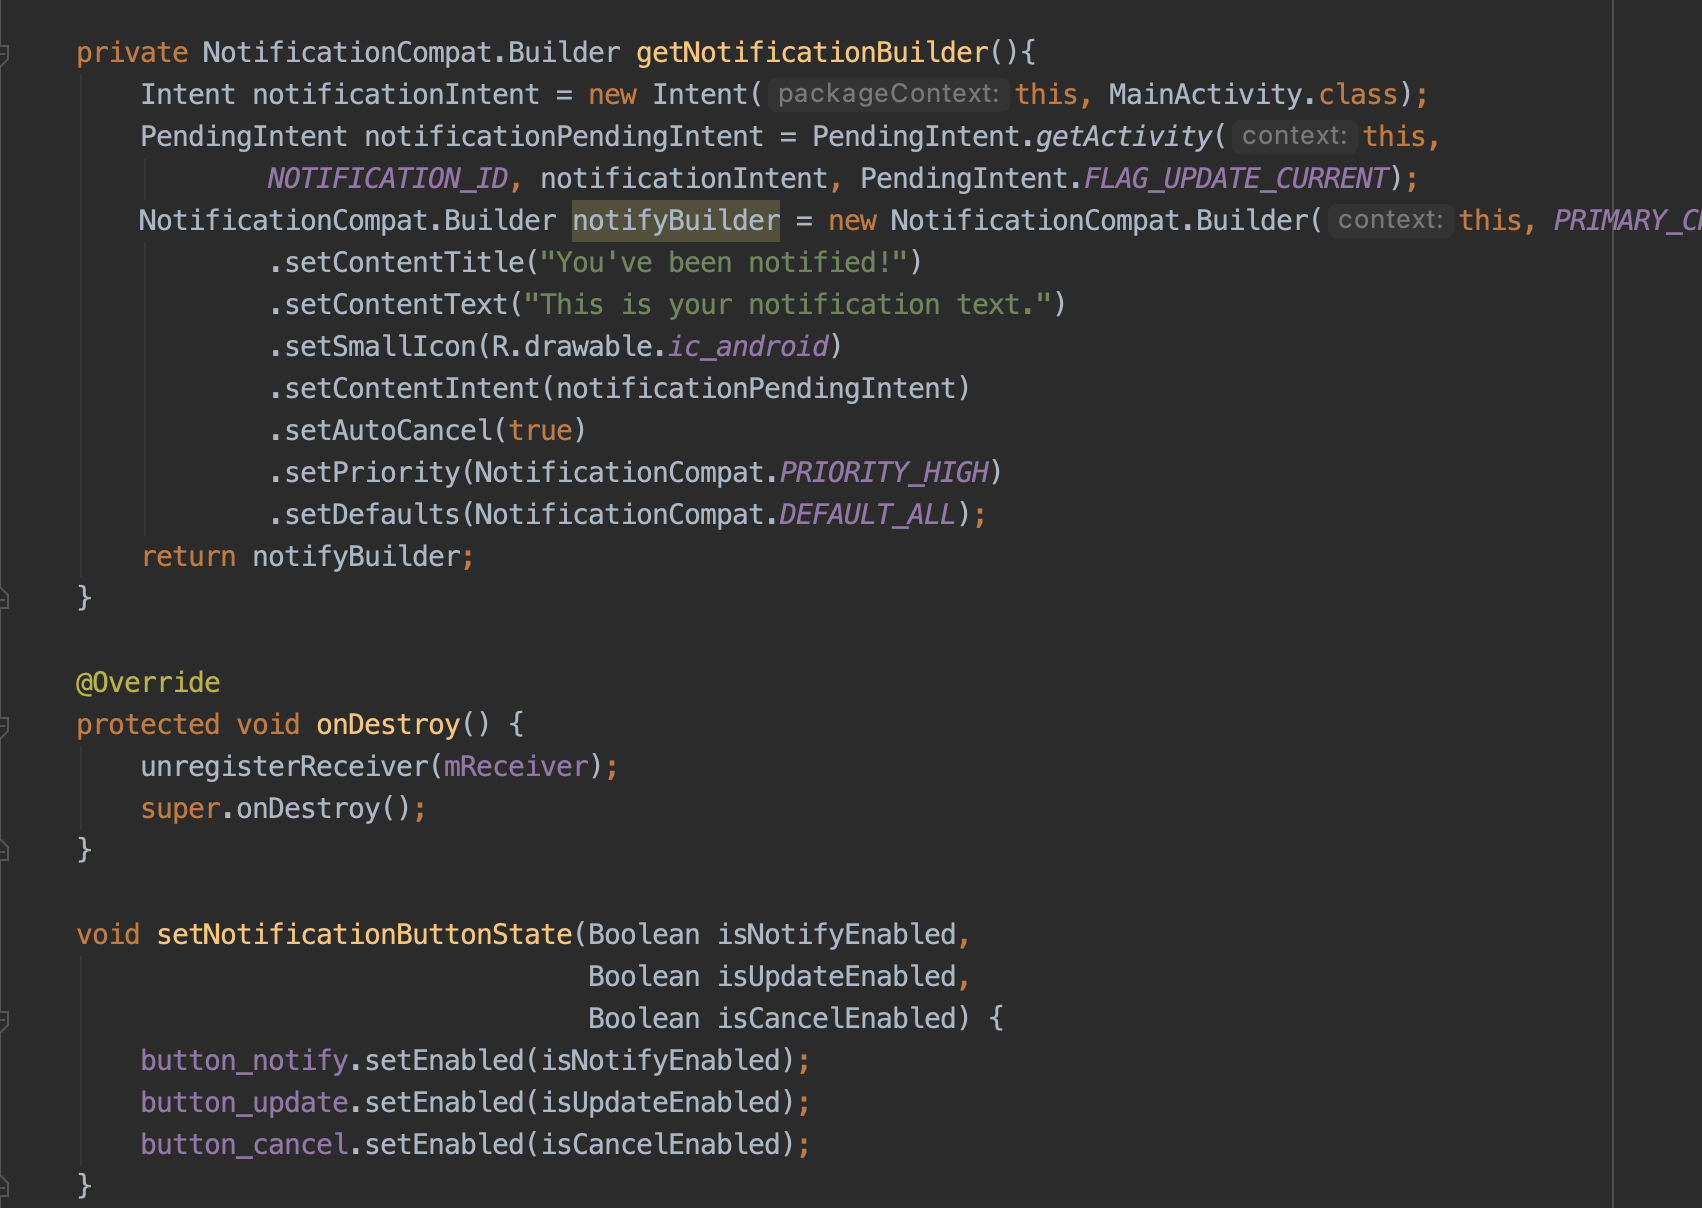 private NotificationCompat.Builder getNotificationBuilder(){
Intent notificationIntent = new Intent( packageContext: this, MainActivity.class);
PendingIntent notificationPendingIntent = PendingIntent.getActivity( context: this,
NOTIFICATION_ID, notificationIntent, PendingIntent.FLAG_UPDATE_CURRENT);
NotificationCompat.Builder notifyBuilder = new NotificationCompat.Builder( context: this,
.setContentTitle("You've been notified!")
.setContentText("This is your notification text.")
.setSmallIcon(R.drawable.ic_android)
.setContentIntent(notificationPendingIntent)
.setAutoCancel(true)
.setPriority(NotificationCompat.PRIORITY_HIGH)
.setDefaults(NotificationCompat.DEFAULT_ALL);
return notifyBuilder;
}
@Override
protected void onDestroy() {
unregisterReceiver(mReceiver);
super.onDestroy();
}
void setNotificationButtonState(Boolean isNotifyEnabled,
Boolean isUpdateEnabled,
Boolean isCancelEnabled) {
button_notify.setEnabled(isNotifyEnabled);
button_update.setEnabled(isUpdateEnabled);
button_cancel.setEnabled(isCancelEnabled);
}